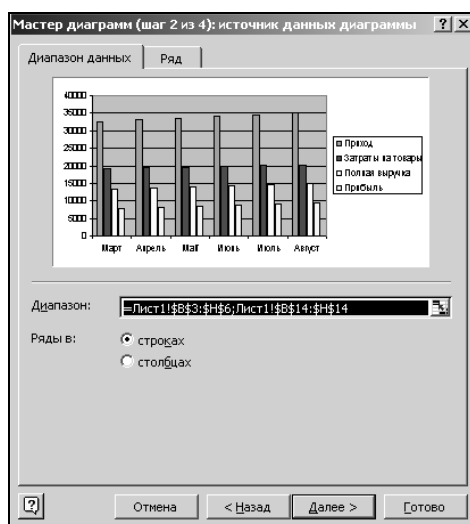 Мастер диаграмм (шаг 2 из 4): источник данных диаграммы
Диапазон данных
Ряд
40000
35000
30000
25000
20000
15000
10000
5000
0
Март Апрель Май Июнь Июль Август
Приход
Затраты на товары
Полная выручка
Прибыль
Диапазон:
=Лист1!$B$3:$H$6;Лист1!$B$14:$H$14
Ряды в:
строках
столбцах
Отмена
< Назад
Далее >
Готово